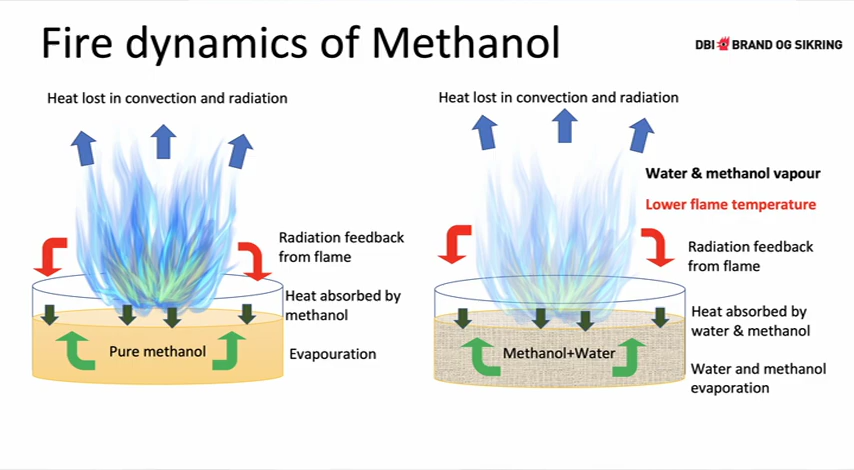 Fire dynamics of Methanol
DBI BRAND OG SIKRING
Heat lost in convection and radiation
Radiation feedback
from flame
Heat absorbed by
methanol
Pure methanol
Evapouration
Heat lost in convection and radiation
Water & methanol vapour
Lower flame temperature
Radiation feedback
from flame
Heat absorbed by
water & methanol
Methanol+Water
Water and methanol
evaporation